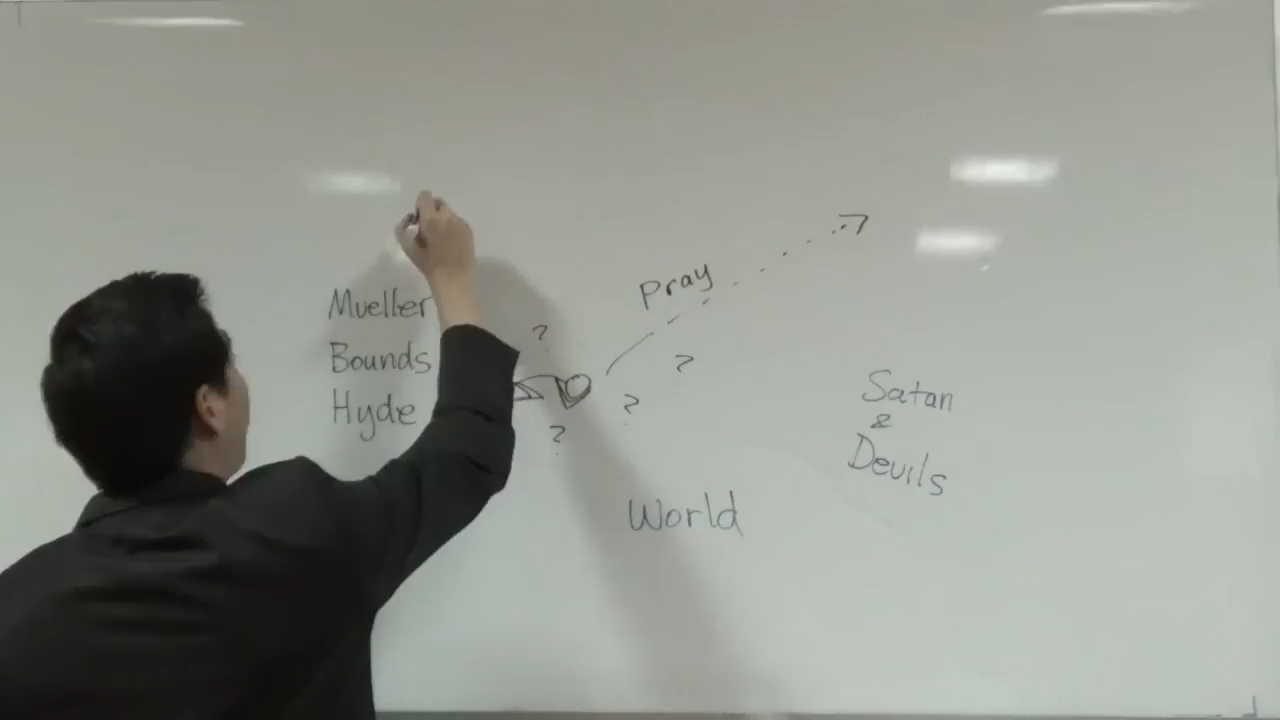 Mueller
Bounds
Hyde
?
?
Pray
?
?
World
Satan
&
Devils